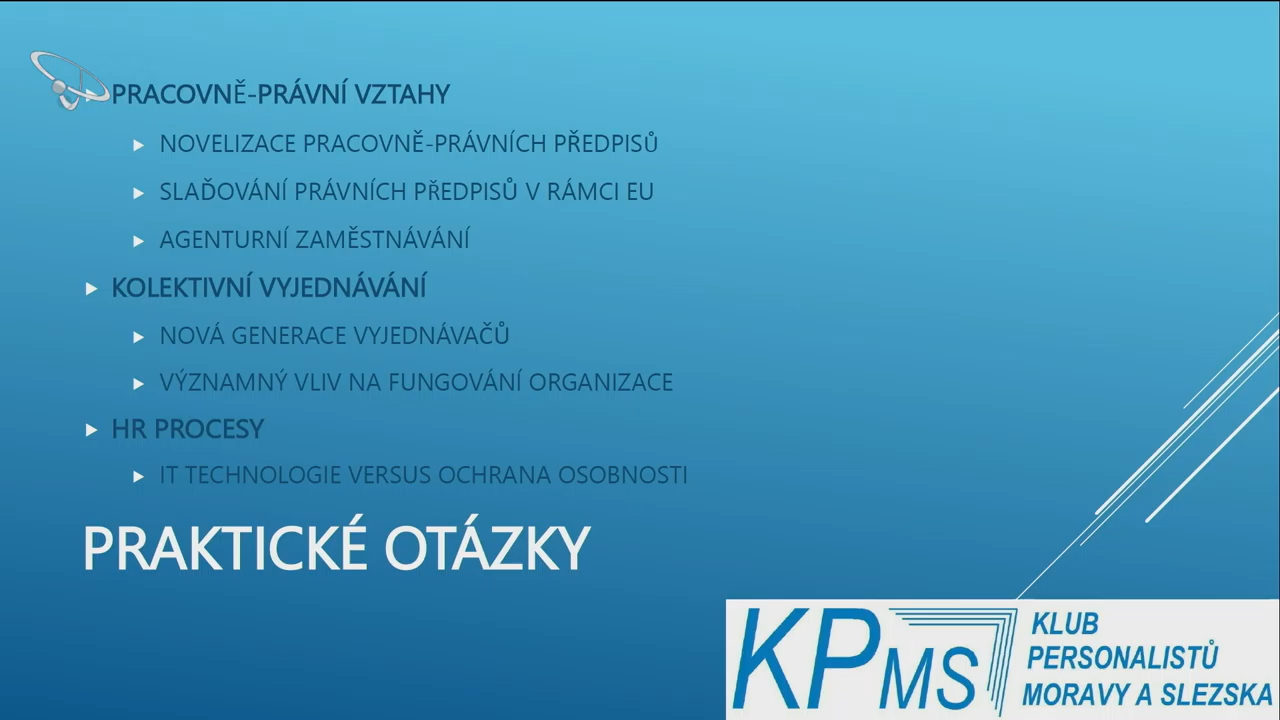 PRACOVNĚ-PRÁVNÍ VZTAHY
NOVELIZACE PRACOVNĚ-PRÁVNÍCH PŘEDPISŮ
SLAĎOVÁNÍ PRÁVNÍCH PŘEDPISŮ V RÁMCI EU
AGENTURNÍ ZAMĚSTNÁVÁNÍ
KOLEKTIVNÍ VYJEDNÁVÁNÍ
NOVÁ GENERACE VYJEDNÁVAČŮ
VÝZNAMNÝ VLIV NA FUNGOVÁNÍ ORGANIZACE
HR PROCESY
IT TECHNOLOGIE VERSUS OCHRANA OSOBNOSTI
PRAKTICKÉ OTÁZKY
KPMS
KLUB
PERSONALISTŮ
MORAVY A SLEZSKA